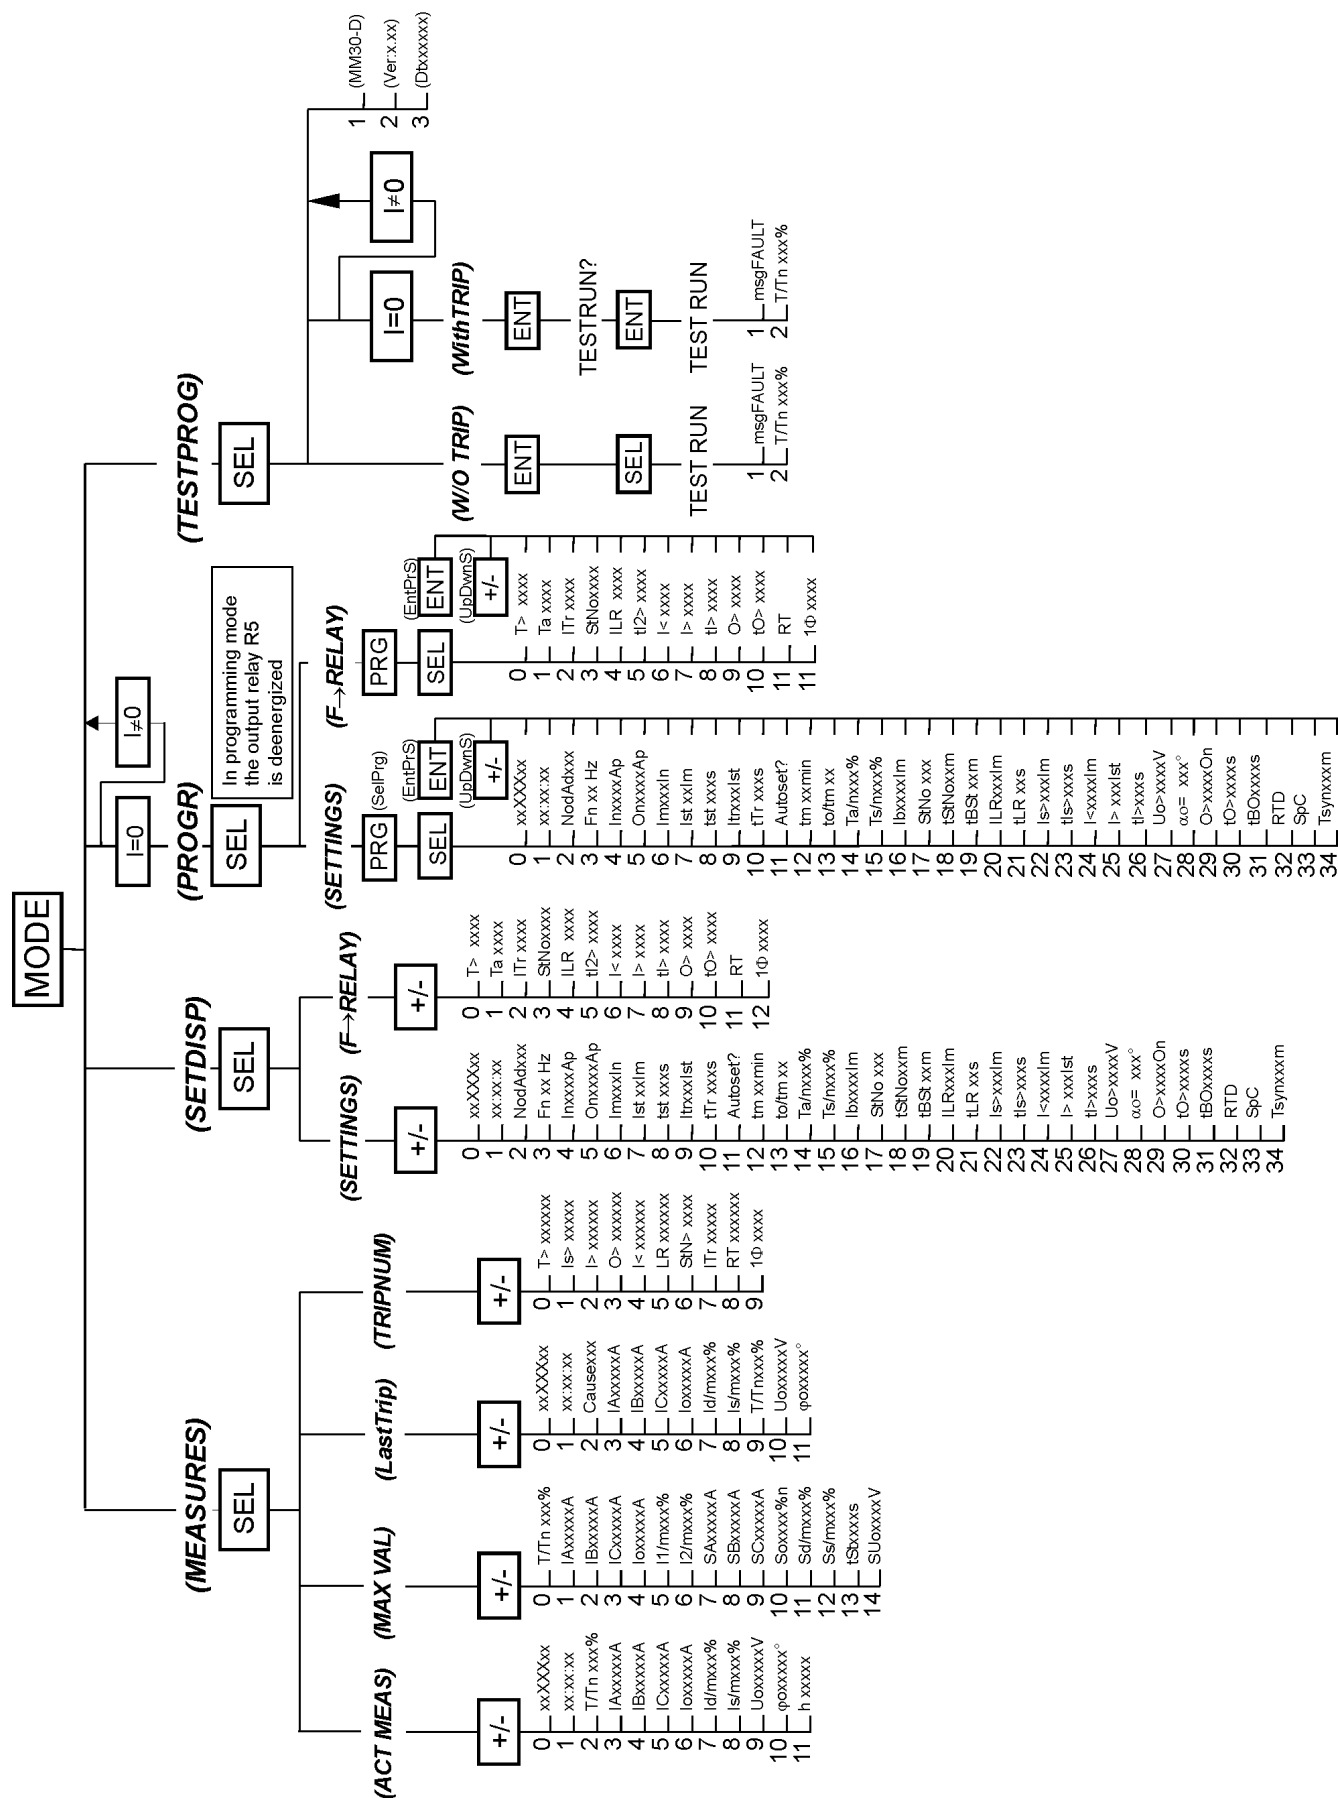 MODE
(MEASURES)
SEL
(ACT MEAS)
+/-
0 xxXXXxx
1 xx:xx:xx
2 T/Tn xxx%
3 IAxxxxxA
4 IBxxxxxA
5 ICxxxxxA
6 IoxxxxxA
7 Id/mxxx%
8 Is/mxxx%
9 UoxxxxxV
10 φoxxxxx°
11 h xxxxx
(MAX VAL)
+/-
0 T/Tn xxx%
1 IAxxxxxA
2 IBxxxxxA
3 ICxxxxxA
4 IoxxxxxA
5 I1/mxxx%
6 I2/mxxx%
7 SAxxxxxA
8 SBxxxxxA
9 SCxxxxxA
10 Soxxxx%n
11 Sd/mxxx%
12 Ss/mxxx%
13 tStxxxxs
14 SUoxxxxV
(LastTrip)
+/-
0 xxXXXxx
1 xx:xx:xx
2 Causexxx
3 IAxxxxxA
4 IBxxxxxA
5 ICxxxxxA
6 IoxxxxxA
7 Id/mxxx%
8 Is/mxxx%
9 T/Tnxxx%
10 UoxxxxxV
11 φoxxxxx°
(TRIPNUM)
+/-
0 T> xxxxxx
1 Is> xxxxx
2 I> xxxxxx
3 O> xxxxxx
4 I< xxxxxx
5 LR xxxxxx
6 StN> xxxx
7 ITr xxxxx
8 RT xxxxxx
9 1Φ xxxx
(SETDISP)
SEL
(SETTINGS)
+/-
0 xxXXXxx
1 xx:xx:xx
2 NodAdxxx
3 Fn xx Hz
4 InxxxxAp
5 OnxxxxAp
6 ImxxxIn
7 Ist xxIm
8 tst xxxs
9 ItrxxxIst
10 tTr xxxs
11 Autoset?
12 tm xxmin
13 to/tm xx
14 Ta/nxxx%
15 Ts/nxxx%
16 IbxxxxIm
17 StNo xxx
18 tStNoxxm
19 tBSt xxm
20 ILRxxxIm
21 tLR xxs
22 Is>xxxIm
23 tIs>xxxs
24 I<xxxxIm
25 I> xxxIst
26 tI>xxxs
27 Uo>xxxxV
28 αo= xxx°
29 O>xxxxOn
30 tO>xxxxs
31 tBOxxxxs
32 RTD
33 SpC
34 Tsynxxxm
(F→RELAY)
+/-
0 T> xxxx
1 Ta xxxx
2 ITr xxxx
3 StNoxxxx
4 ILR xxxx
5 tI2> xxxx
6 I< xxxx
7 I> xxxx
8 tI> xxxx
9 O> xxxx
10 tO> xxxx
11 RT
12 1Φ xxxx
I=0
I≠0
(PROGR)
SEL
In programming mode
the output relay R5
is deenergized
(SETTINGS)
PRG (SelPrg)
SEL
(EntPrS)
ENT
(UpDwnS)
+/-
0 xxXXXxx
1 xx:xx:xx
2 NodAdxxx
3 Fn xx Hz
4 InxxxxAp
5 OnxxxxAp
6 ImxxxIn
7 Ist xxIm
8 tst xxxs
9 ItrxxxIst
10 tTr xxxs
11 Autoset?
12 tm xxmin
13 to/tm xx
14 Ta/nxxx%
15 Ts/nxxx%
16 IbxxxxIm
17 StNo xxx
18 tStNoxxm
19 tBSt xxm
20 ILRxxxIm
21 tLR xxs
22 Is>xxxIm
23 tIs>xxxs
24 I<xxxxIm
25 I> xxxIst
26 tI>xxxs
27 Uo>xxxxV
28 αo= xxx°
29 O>xxxxOn
30 tO>xxxxs
31 tBOxxxxs
32 RTD
33 SpC
34 Tsynxxxm
(F→RELAY)
PRG
SEL
(EntPrS)
ENT
(UpDwnS)
+/-
0 T> xxxx
1 Ta xxxx
2 ITr xxxx
3 StNoxxxx
4 ILR xxxx
5 tI2> xxxx
6 I< xxxx
7 I> xxxx
8 tI> xxxx
9 O> xxxx
10 tO> xxxx
11 RT
11 1Φ xxxx
(TESTPROG)
SEL
(W/O TRIP)
ENT
SEL
TEST RUN
1 msgFAULT
2 T/Tn xxx%
I=0
I≠0
(WithTRIP)
ENT
TESTRUN?
ENT
TEST RUN
1 msgFAULT
2 T/Tn xxx%
1 (MM30-D)
2 (Ver:x.xx)
3 (Dtxxxxxx)